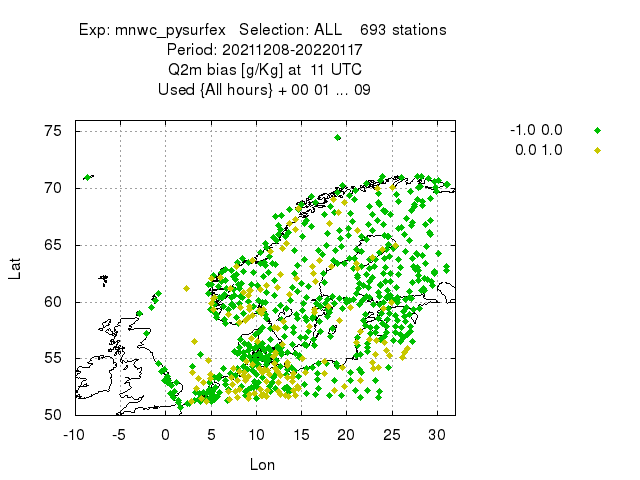 Exp: mnwc_pysurfex   Selection: ALL    693 stations
Period: 20211208-20220117
Q2m bias [g/Kg] at  11 UTC
Used {All hours} + 00 01 ... 09
-1.0 0.0
0.0 1.0
75
70
65
60
55
50
Lat
-10 -5 0 5 10 15 20 25 30
Lon